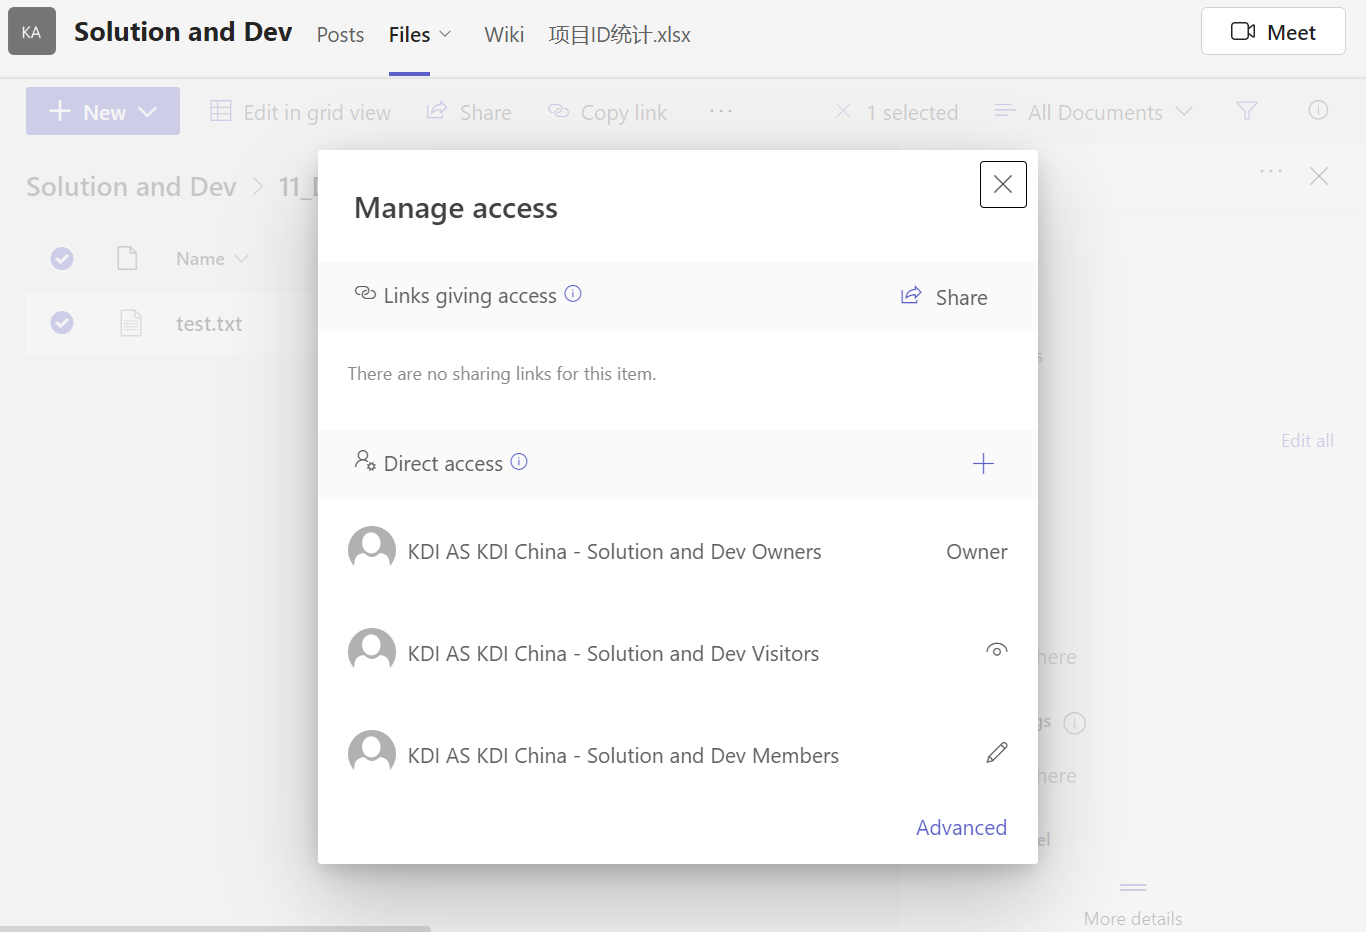 KA
Solution and Dev Posts Files Wiki 项目ID统计.xlsx Meet
New Edit in grid view Share Copy link ··· 1 selected All Documents
Solution and Dev > 11_
Manage access
Name
Links giving access Share
test.txt
There are no sharing links for this item.
Edit all
Direct access
KDI AS KDI China - Solution and Dev Owners Owner
KDI AS KDI China - Solution and Dev Visitors
here
KDI AS KDI China - Solution and Dev Members
here
Advanced
More details